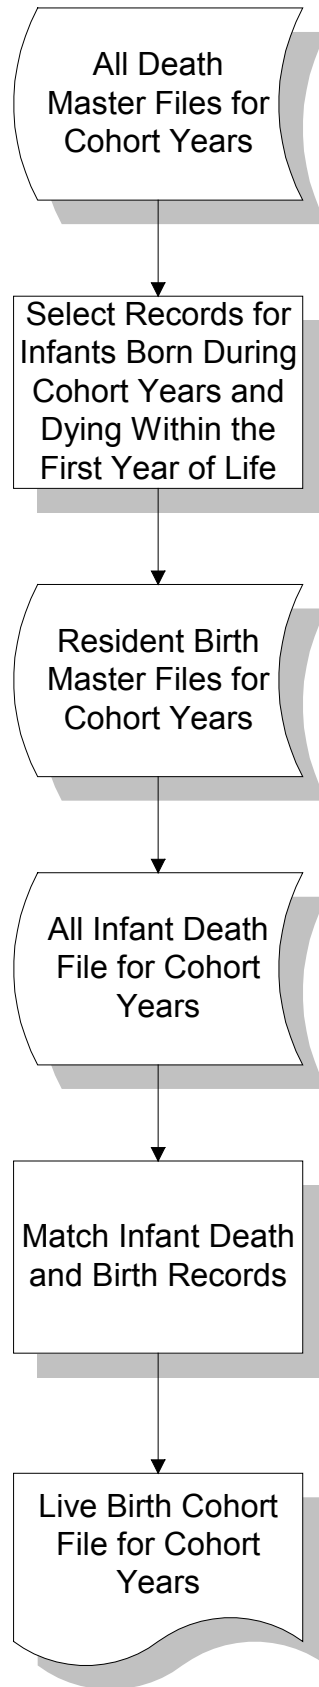 All Death
Master Files for
Cohort Years
Select Records for
Infants Born During
Cohort Years and
Dying Within the
First Year of Life
Resident Birth
Master Files for
Cohort Years
All Infant Death
File for Cohort
Years
Match Infant Death
and Birth Records
Live Birth Cohort
File for Cohort
Years